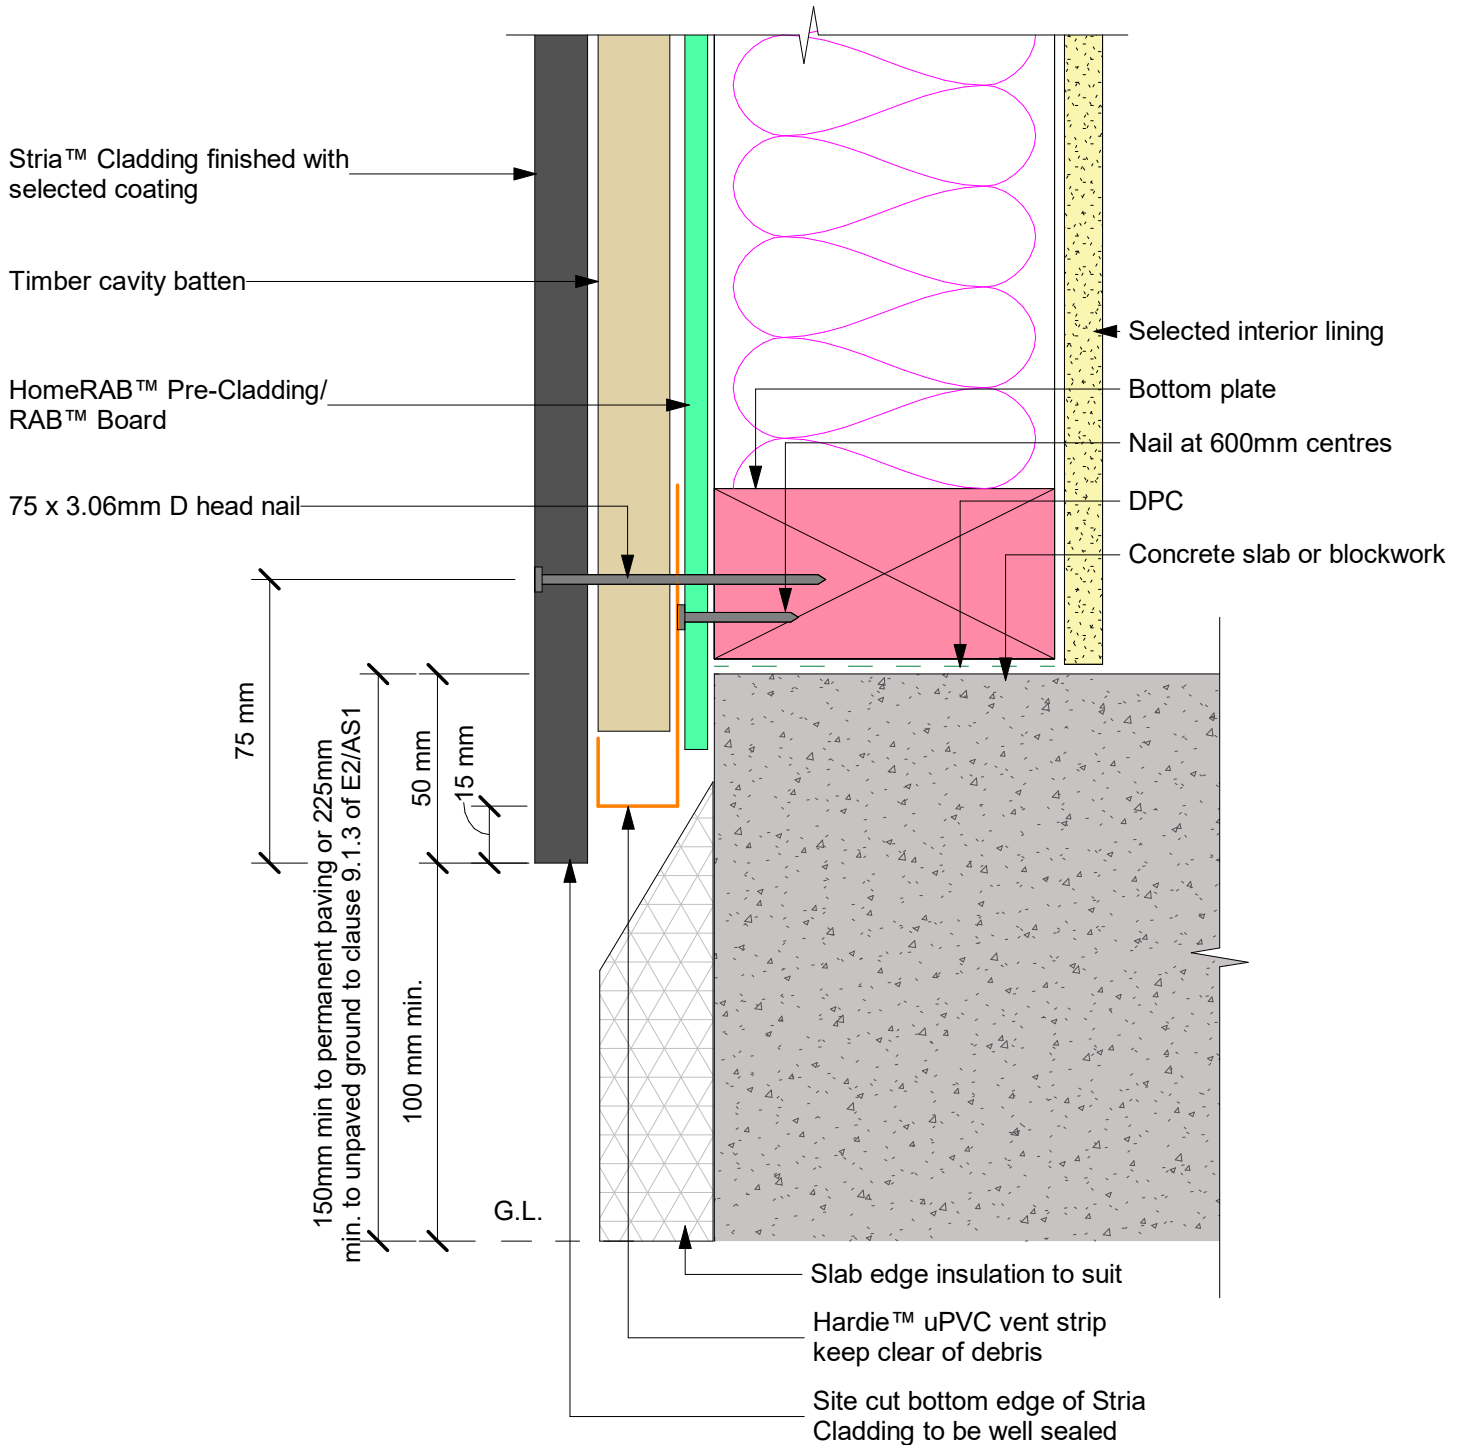 Stria™ Cladding finished with
selected coating
Timber cavity batten
HomeRAB™ Pre-Cladding/
RAB™ Board
75 x 3.06mm D head nail
Selected interior lining
Bottom plate
Nail at 600mm centres
DPC
Concrete slab or blockwork
75 mm
150mm min to permanent paving or 225mm
min. to unpaved ground to clause 9.1.3 of E2/AS1
50 mm
15 mm
100 mm min.
G.L.
Slab edge insulation to suit
Hardie™ uPVC vent strip
keep clear of debris
Site cut bottom edge of Stria
Cladding to be well sealed